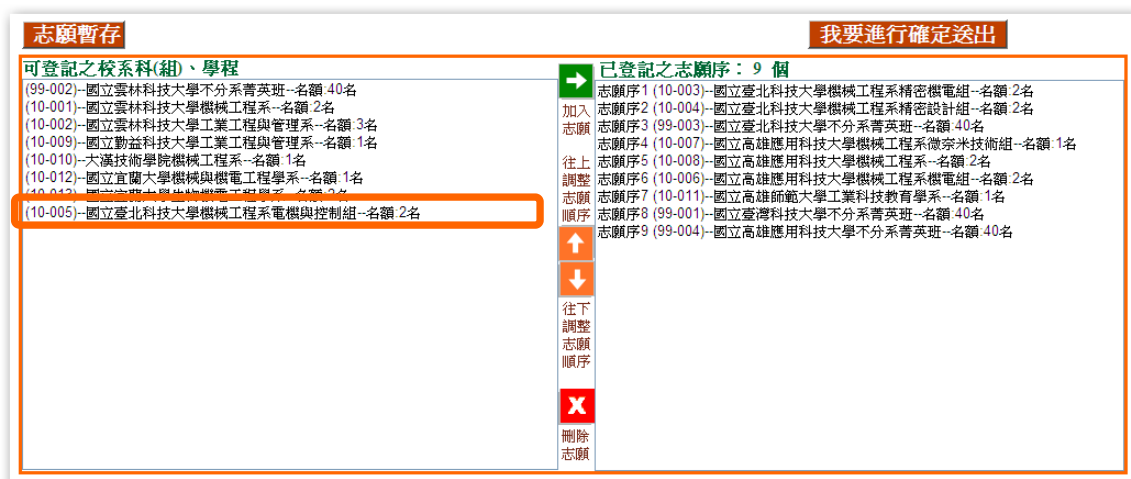 志願暫存
我要進行確定送出
可登記之校系科(組)、學程
(99-002)--國立雲林科技大學不分系菁英班--名額:40名
(10-001)--國立雲林科技大學機械工程系--名額:2名
(10-002)--國立雲林科技大學工業工程與管理系--名額:3名
(10-009)--國立勤益科技大學工業工程與管理系--名額:1名
(10-010)--大漢技術學院機械工程系--名額:1名
(10-012)--國立宜蘭大學機械與機電工程學系--名額:1名
(10-013)--國立宜蘭大學生物機電工程學系--名額:2名
(10-005)--國立臺北科技大學機械工程系電機與控制組--名額:2名
加入
志願
往上
調整
志願
順序
往下
調整
志願
順序
X
刪除
志願
已登記之志願序：9 個
志願序1 (10-003)--國立臺北科技大學機械工程系精密機電組--名額:2名
志願序2 (10-004)--國立臺北科技大學機械工程系精密設計組--名額:2名
志願序3 (99-003)--國立臺北科技大學不分系菁英班--名額:40名
志願序4 (10-007)--國立高雄應用科技大學機械工程系微奈米技術組--名額:1名
志願序5 (10-008)--國立高雄應用科技大學機械工程系--名額:2名
志願序6 (10-006)--國立高雄應用科技大學機械工程系機電組--名額:2名
志願序7 (10-011)--國立高雄師範大學工業科技教育學系--名額:1名
志願序8 (99-001)--國立臺灣科技大學不分系菁英班--名額:40名
志願序9 (99-004)--國立高雄應用科技大學不分系菁英班--名額:40名